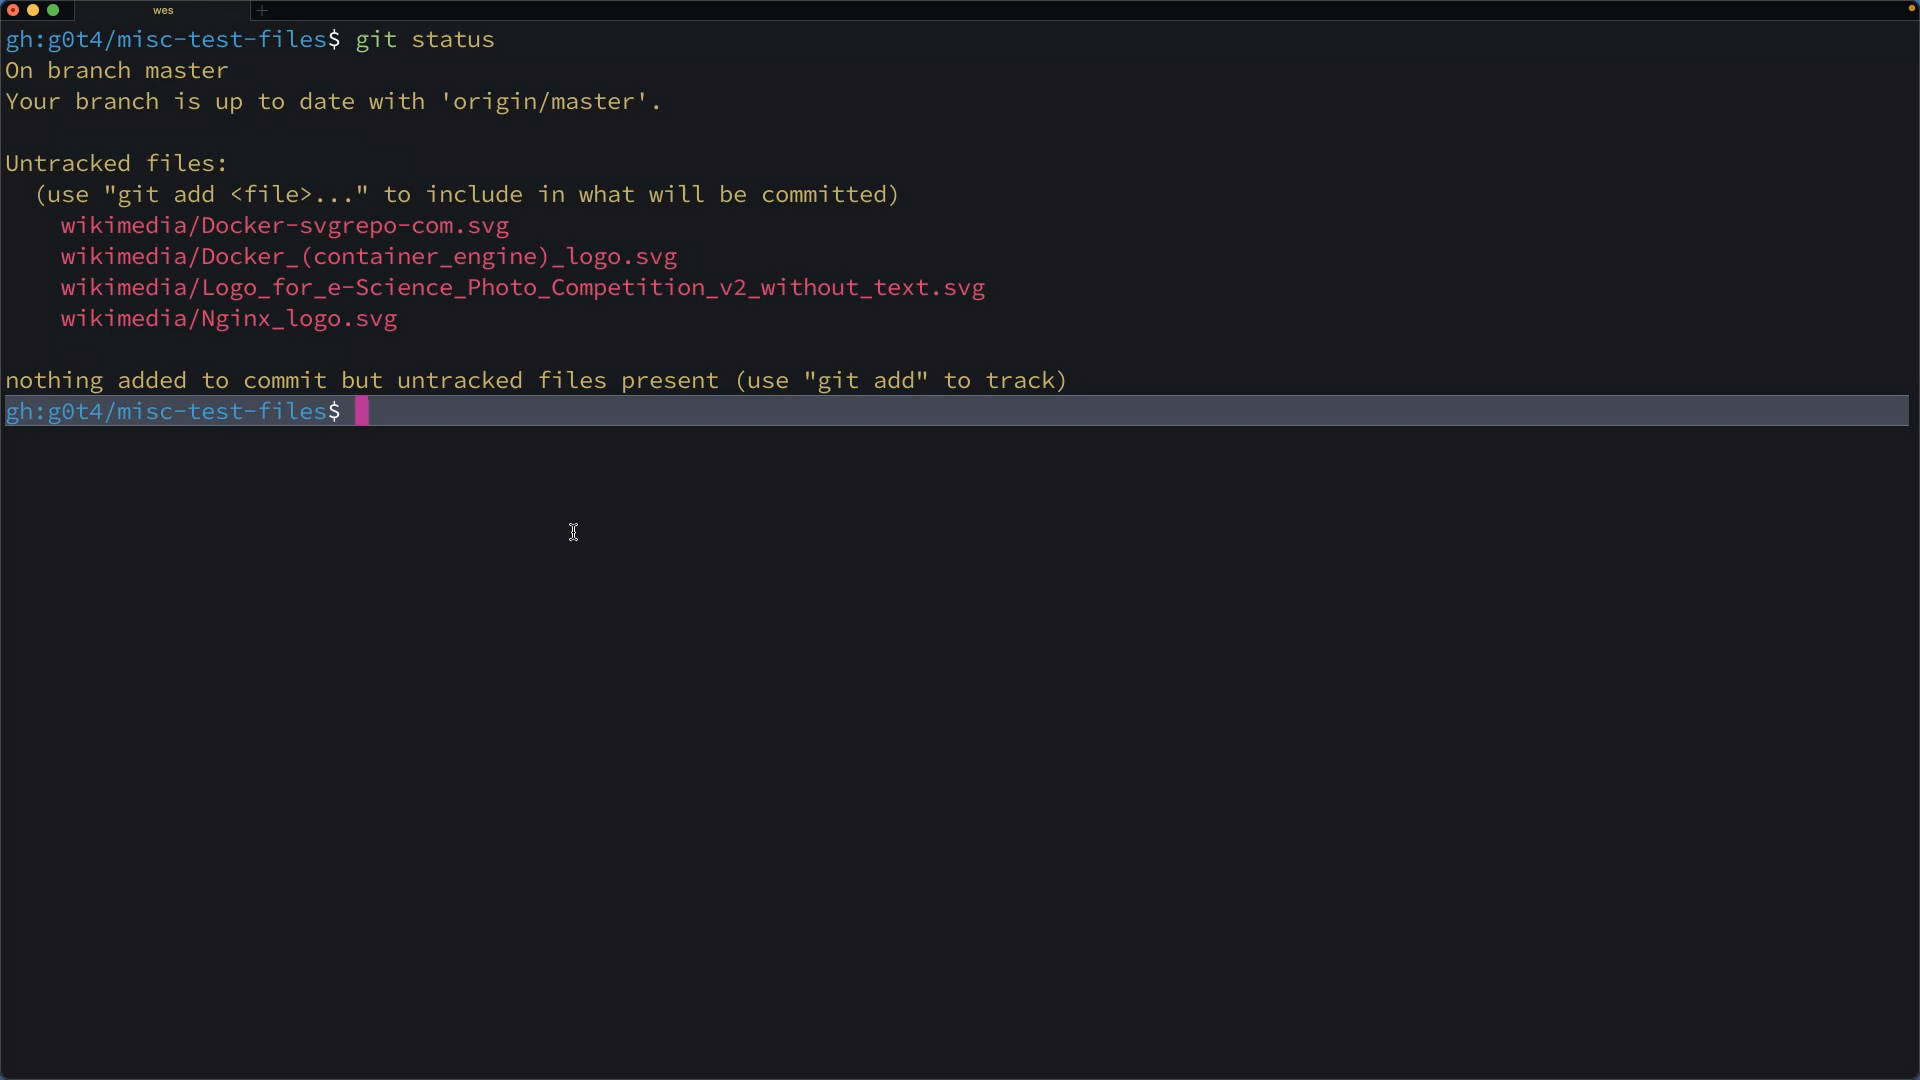 wes
gh:g0t4/misc-test-files$ git status
On branch master
Your branch is up to date with 'origin/master'.
Untracked files:
  (use "git add <file>..." to include in what will be committed)
    wikimedia/Docker-svgrepo-com.svg
    wikimedia/Docker_(container_engine)_logo.svg
    wikimedia/Logo_for_e-Science_Photo_Competition_v2_without_text.svg
    wikimedia/Nginx_logo.svg
nothing added to commit but untracked files present (use "git add" to track)
gh:g0t4/misc-test-files$